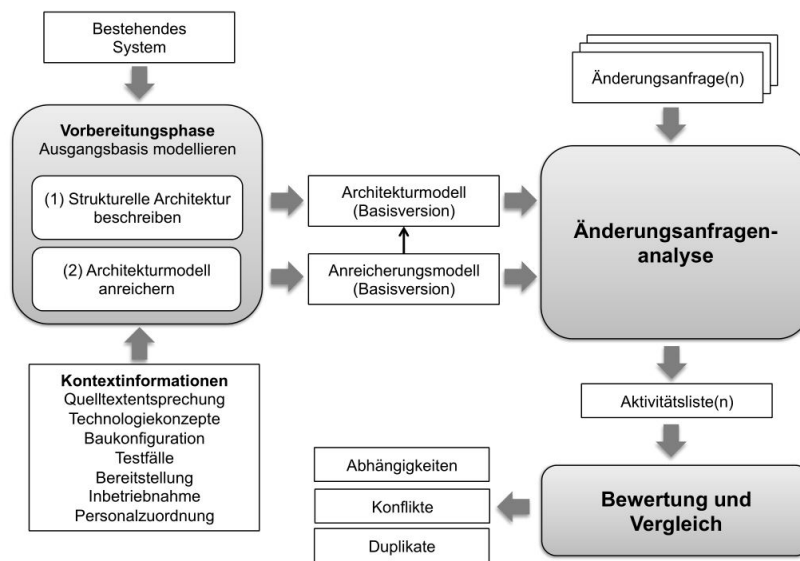 Bestehendes
System
Vorbereitungsphase
Ausgangsbasis modellieren
(1) Strukturelle Architektur
beschreiben
(2) Architekturmodell
anreichern
Kontextinformationen
Quelltextentsprechung
Technologiekonzepte
Baukonfiguration
Testfälle
Bereitstellung
Inbetriebnahme
Personalzuordnung
Architekturmodell
(Basisversion)
Anreicherungsmodell
(Basisversion)
Änderungsanfrage(n)
Änderungsanfragen-
analyse
Aktivitätsliste(n)
Bewertung und
Vergleich
Abhängigkeiten
Konflikte
Duplikate